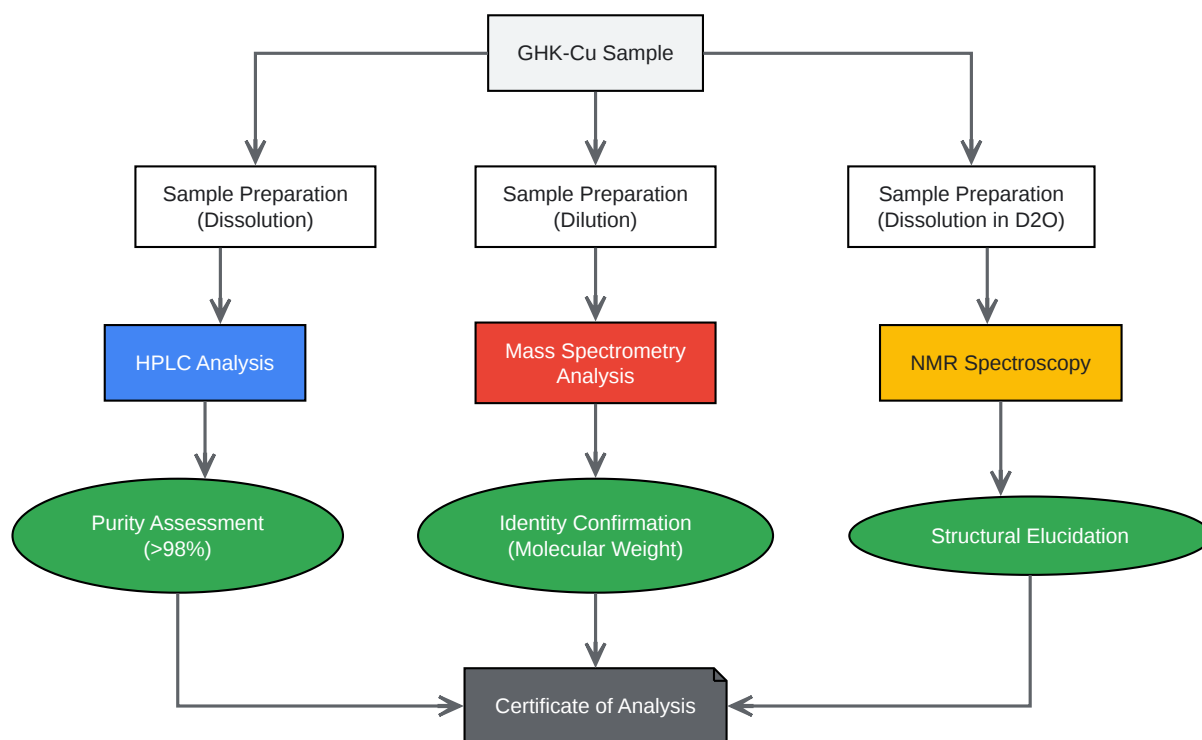 GHK-Cu Sample
Sample Preparation
(Dissolution)
Sample Preparation
(Dilution)
Sample Preparation
(Dissolution in D2O)
HPLC Analysis
Mass Spectrometry
Analysis
NMR Spectroscopy
Purity Assessment
(>98%)
Identity Confirmation
(Molecular Weight)
Structural Elucidation
Certificate of Analysis